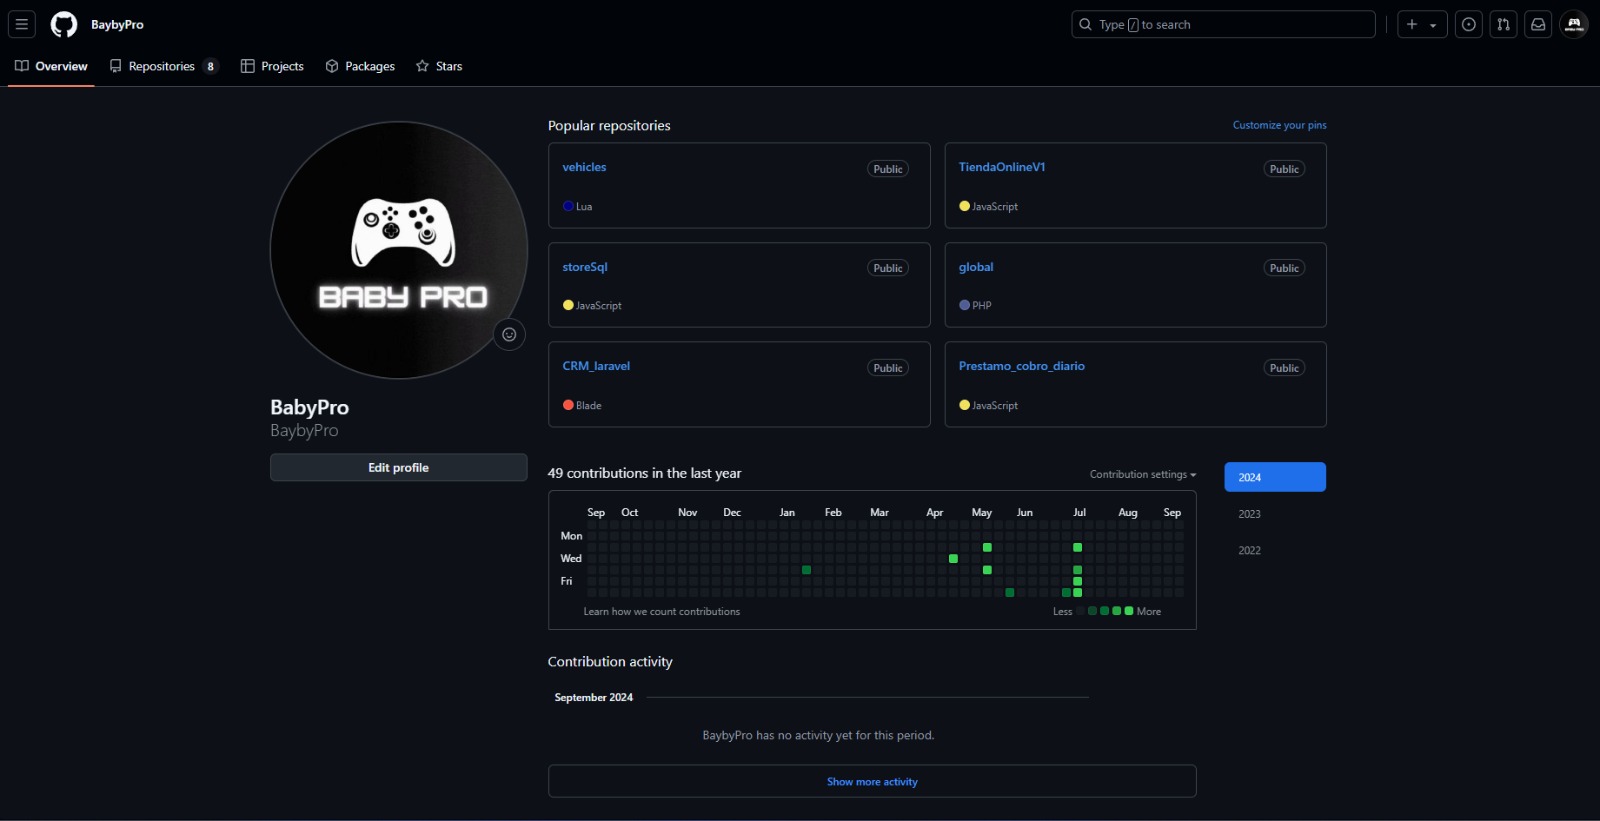 BaybyPro
Type / to search
Overview
Repositories 8
Projects
Packages
Stars
BABY PRO
BabyPro
BaybyPro
Edit profile
Popular repositories
Customize your pins
vehicles
Public
Lua
TiendaOnlineV1
Public
JavaScript
storeSql
Public
JavaScript
global
Public
PHP
CRM_laravel
Public
Blade
Prestamo_cobro_diario
Public
JavaScript
49 contributions in the last year
Contribution settings
2024
2023
2022
Sep Oct Nov Dec Jan Feb Mar Apr May Jun Jul Aug Sep
Mon
Wed
Fri
Learn how we count contributions
Less More
Contribution activity
September 2024
BaybyPro has no activity yet for this period.
Show more activity